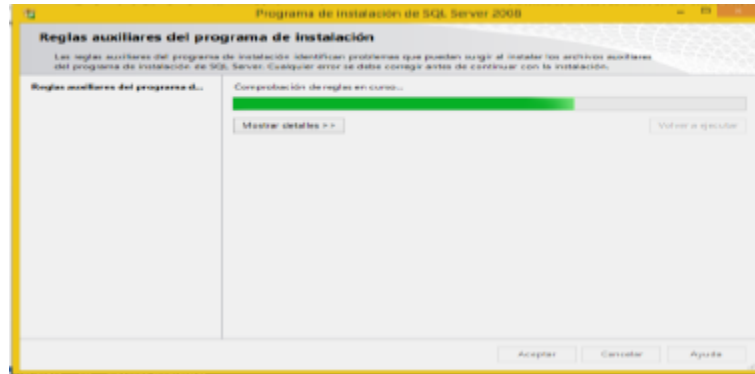 Programa de instalación de SQL Server 2008
Reglas auxiliares del programa de instalación
Las reglas auxiliares del programa de instalación identifican problemas que puedan surgir al instalar los archivos auxiliares
del programa de instalación de SQL Server. Cualquier error se debe corregir antes de continuar con la instalación.
Reglas auxiliares del programa d...
Comprobación de reglas en curso...
Mostrar detalles >>
Volver a ejecutar
Aceptar
Cancelar
Ayuda